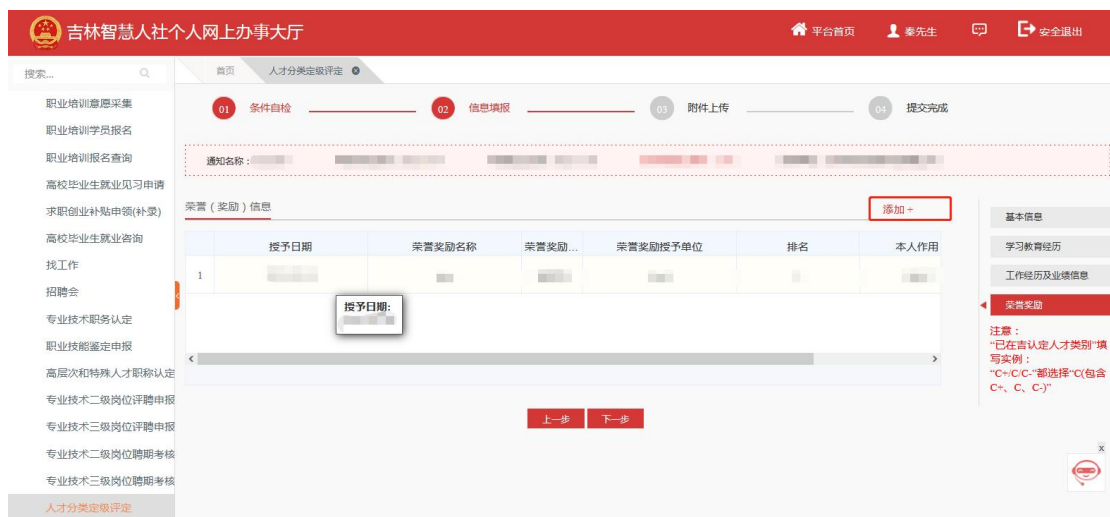 吉林智慧人社个人网上办事大厅
平台首页 秦先生 安全退出
搜索...
首页 人才分类定级评定
职业培训意愿采集
职业培训学员报名
职业培训报名查询
高校毕业生就业见习申请
求职创业补贴申领(补录)
高校毕业生就业咨询
找工作
招聘会
专业技术职务认定
职业技能鉴定申报
高层次和特殊人才职称认定
专业技术二级岗位评聘申报
专业技术三级岗位评聘申报
专业技术二级岗位聘期考核
专业技术三级岗位聘期考核
人才分类定级评定
01 条件自检 02 信息填报 03 附件上传 04 提交完成
通知名称：
荣誉（奖励）信息 添加 +
授予日期 荣誉奖励名称 荣誉奖励... 荣誉奖励授予单位 排名 本人作用
1
授予日期:
上一步 下一步
基本信息
学习教育经历
工作经历及业绩信息
荣誉奖励
注意：
“已在吉认定人才类别”填
写实例：
“C+/C/C-”都选择“C(包含
C+、C、C-)”
x